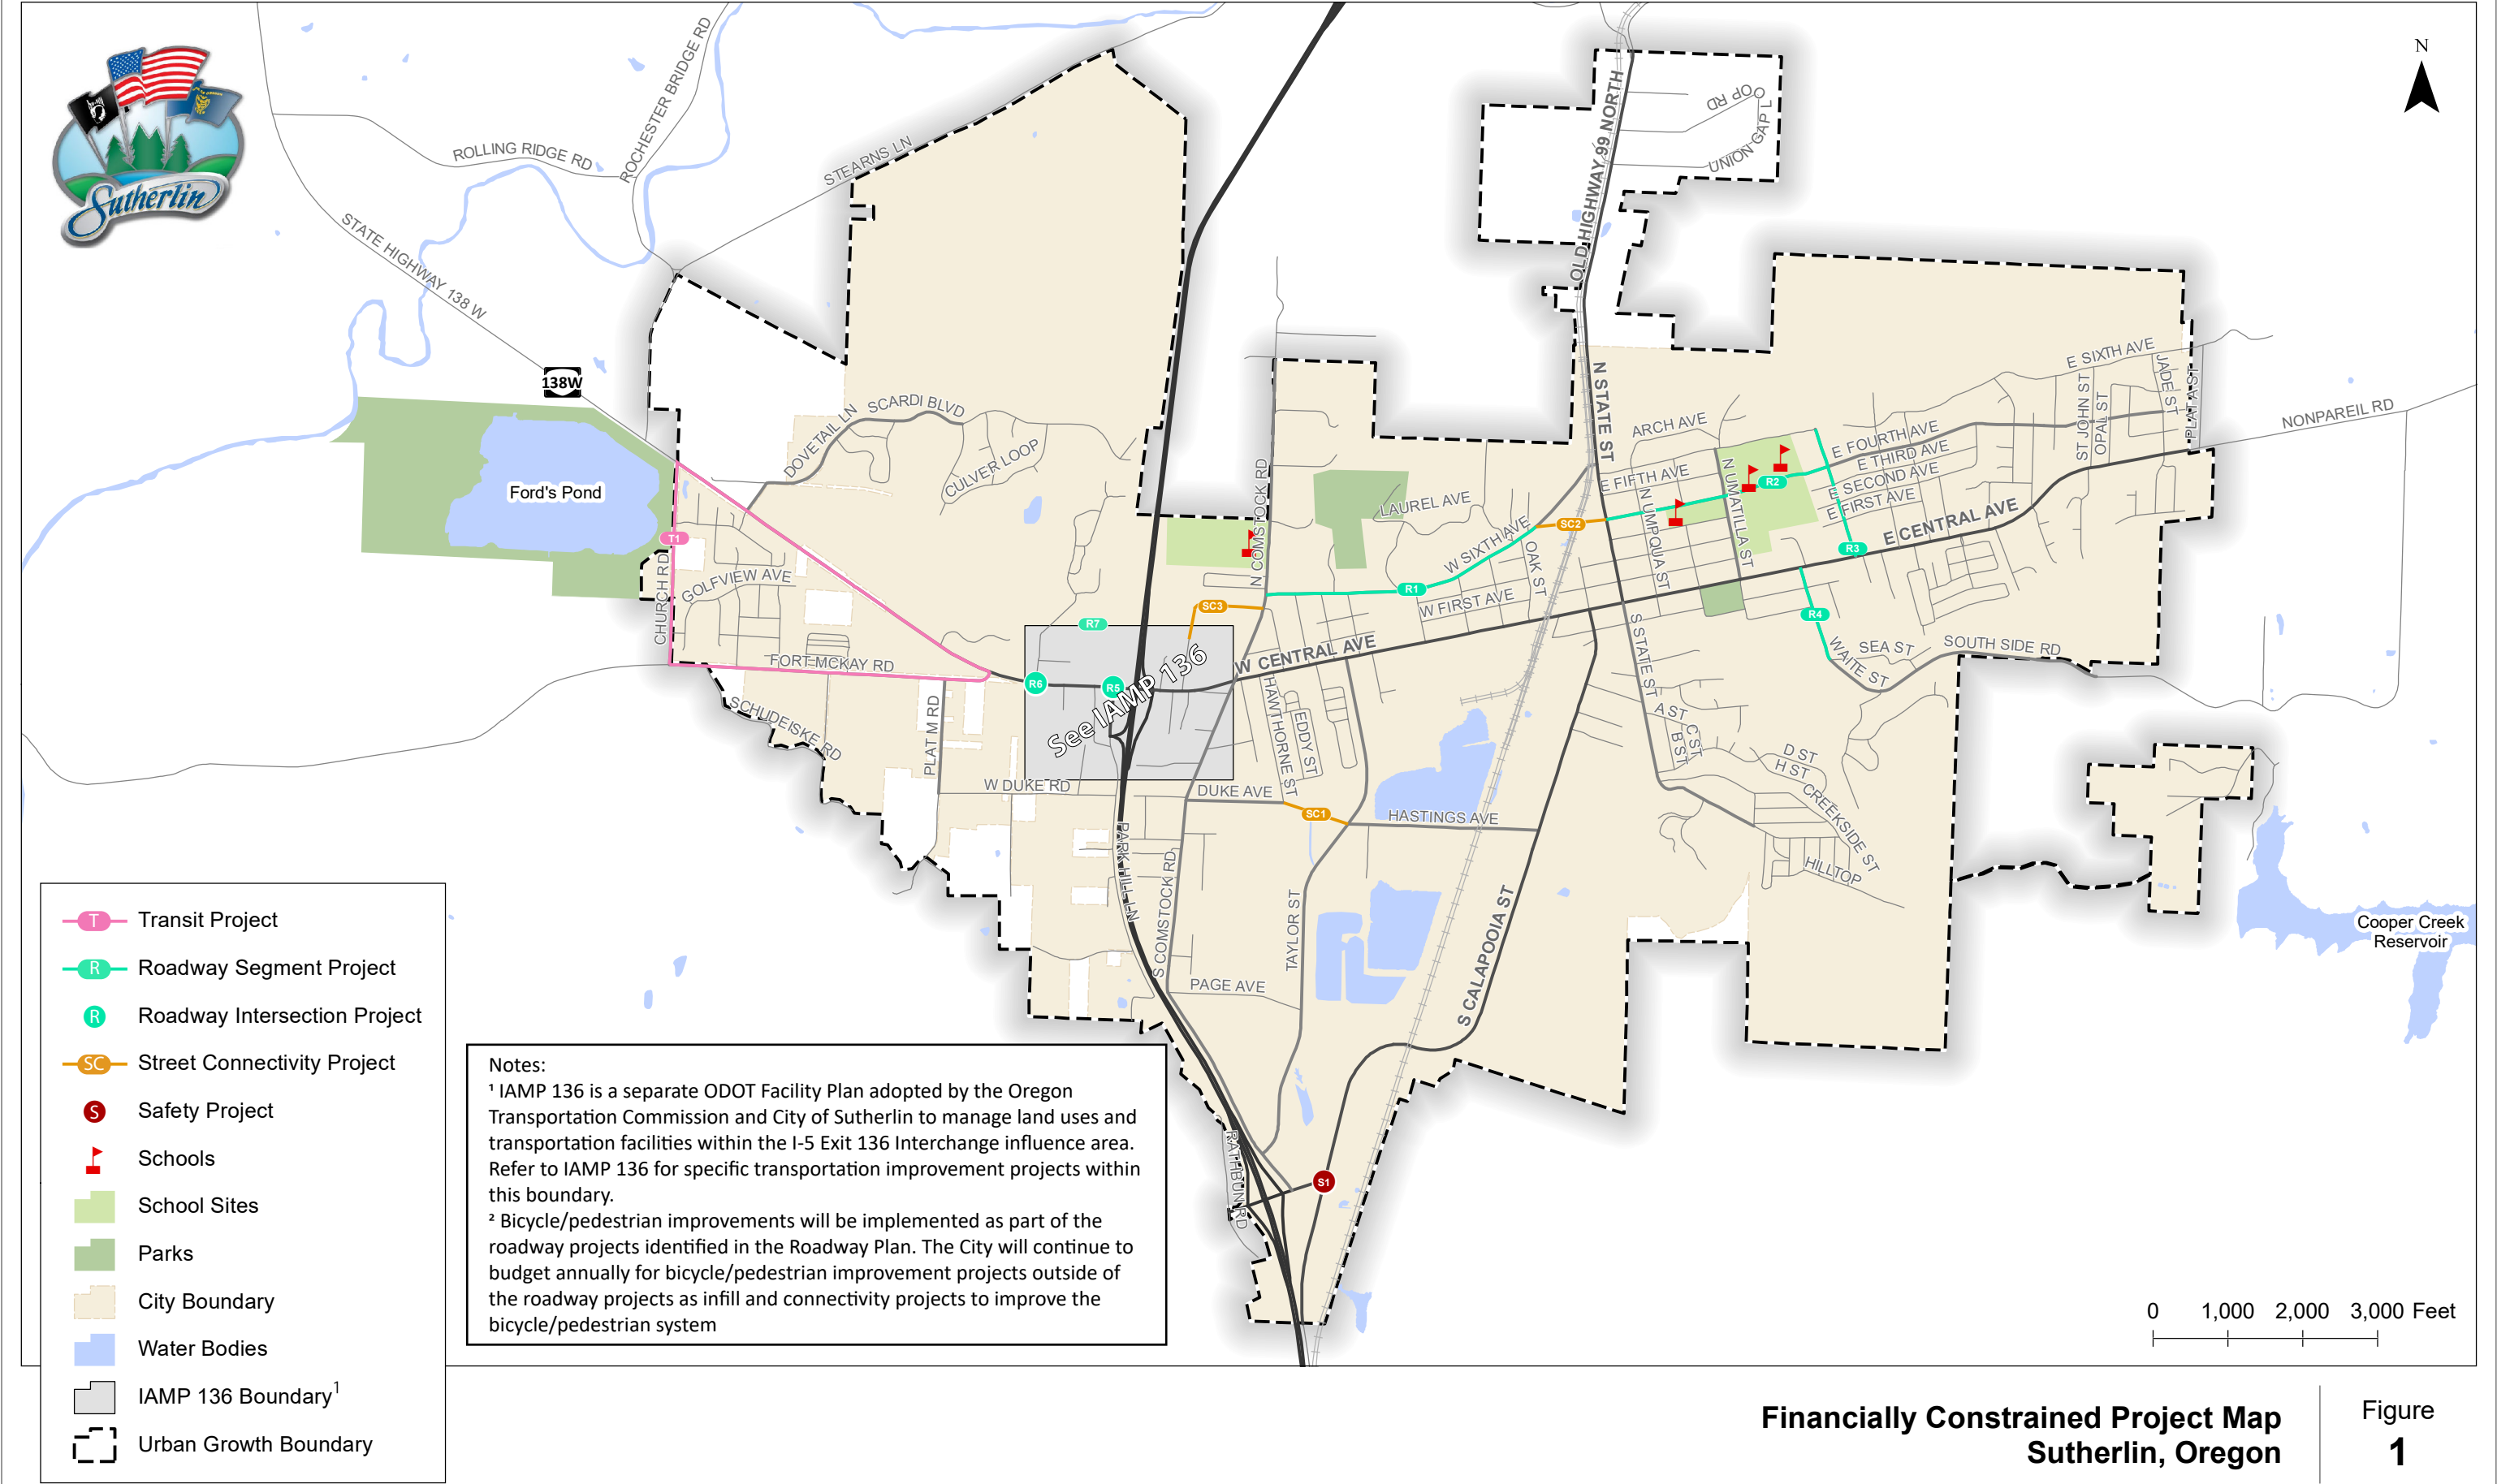 N
Sutherlin
ROLLING RIDGE RD
ROCHESTER BRIDGE RD
STEARNS LN
STATE HIGHWAY 138 W
138W
OLD HIGHWAY 99 NORTH
OP RD
UNION GAP L
Ford's Pond
DOVETAIL LN
SCARDI BLVD
CULVER LOOP
T1
CHURCH RD
GOLFVIEW AVE
FORT MCKAY RD
SCHUDEISKE RD
PLAT M RD
W DUKE RD
R7
R6
R5
See IAMP 136
SC3
N COMSTOCK RD
LAUREL AVE
R1
W SIXTH AVE
W FIRST AVE
OAK ST
SC2
W CENTRAL AVE
N STATE ST
ARCH AVE
E FIFTH AVE
N UMPQUA ST
N UMATILLA ST
R2
E FOURTH AVE
E THIRD AVE
E SECOND AVE
E FIRST AVE
R3
E CENTRAL AVE
E SIXTH AVE
ST JOHN ST
OPAL ST
JADE ST
PLAT A ST
NONPAREIL RD
R4
WAITE ST
SEA ST
SOUTH SIDE RD
S STATE ST
A ST
B ST
C ST
D ST
H ST
CREEKSIDE ST
HILLTOP
HAWTHORNE ST
EDDY ST
DUKE AVE
SC1
HASTINGS AVE
PARK HILL LN
S COMSTOCK RD
TAYLOR ST
PAGE AVE
S CALAPOOIA ST
RATHBUN RD
S1
Cooper Creek
Reservoir
T Transit Project
R Roadway Segment Project
R Roadway Intersection Project
SC Street Connectivity Project
S Safety Project
Schools
School Sites
Parks
City Boundary
Water Bodies
IAMP 136 Boundary¹
Urban Growth Boundary
Notes:
¹ IAMP 136 is a separate ODOT Facility Plan adopted by the Oregon
Transportation Commission and City of Sutherlin to manage land uses and
transportation facilities within the I-5 Exit 136 Interchange influence area.
Refer to IAMP 136 for specific transportation improvement projects within
this boundary.
² Bicycle/pedestrian improvements will be implemented as part of the
roadway projects identified in the Roadway Plan. The City will continue to
budget annually for bicycle/pedestrian improvement projects outside of
the roadway projects as infill and connectivity projects to improve the
bicycle/pedestrian system
0 1,000 2,000 3,000 Feet
Financially Constrained Project Map
Sutherlin, Oregon
Figure
1